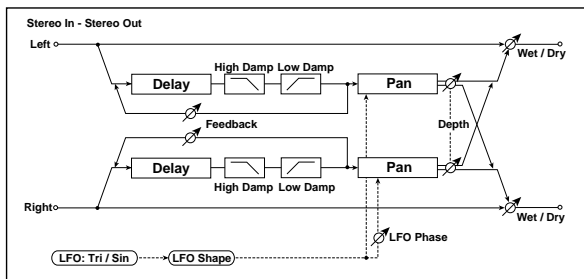 Stereo In - Stereo Out
Left
Wet / Dry
High Damp Low Damp
Delay
Pan
Feedback
Depth
Delay
Pan
High Damp Low Damp
Right
Wet / Dry
LFO Phase
LFO: Tri / Sin
LFO Shape